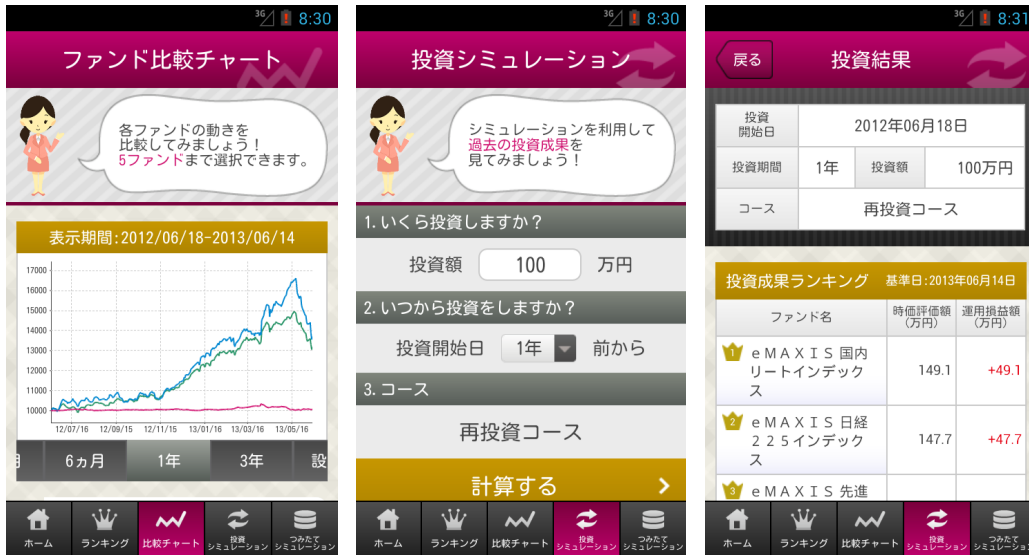 3G 8:30
ファンド比較チャート
各ファンドの動きを
比較してみましょう！
5ファンドまで選択できます。
表示期間:2012/06/18-2013/06/14
17000
16000
15000
14000
13000
12000
11000
10000
12/07/16 12/09/15 12/11/15 13/01/16 13/03/16 13/05/16
6ヵ月 1年 3年 設
ホーム ランキング 比較チャート 投資シミュレーション つみたてシミュレーション
3G 8:30
投資シミュレーション
シミュレーションを利用して
過去の投資成果を
見てみましょう！
1.いくら投資しますか？
投資額 100 万円
2.いつから投資をしますか？
投資開始日 1年 前から
3.コース
再投資コース
計算する
ホーム ランキング 比較チャート 投資シミュレーション つみたてシミュレーション
3G 8:31
戻る 投資結果
投資開始日 2012年06月18日
投資期間 1年 投資額 100万円
コース 再投資コース
投資成果ランキング 基準日:2013年06月14日
ファンド名 時価評価額(万円) 運用損益額(万円)
1 ｅＭＡＸＩＳ 国内
リートインデック
ス
149.1 +49.1
2 ｅＭＡＸＩＳ 日経
２２５インデック
ス
147.7 +47.7
3 ｅＭＡＸＩＳ 先進
ホーム ランキング 比較チャート 投資シミュレーション つみたてシミュレーション